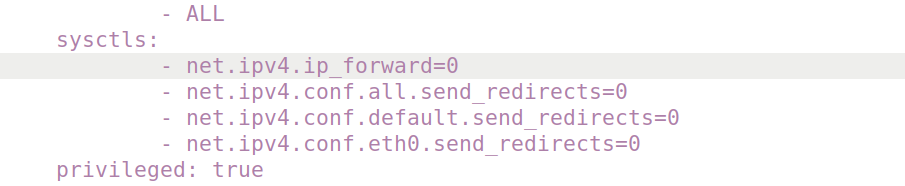 - ALL
sysctls:
- net.ipv4.ip_forward=0
- net.ipv4.conf.all.send_redirects=0
- net.ipv4.conf.default.send_redirects=0
- net.ipv4.conf.eth0.send_redirects=0
privileged: true